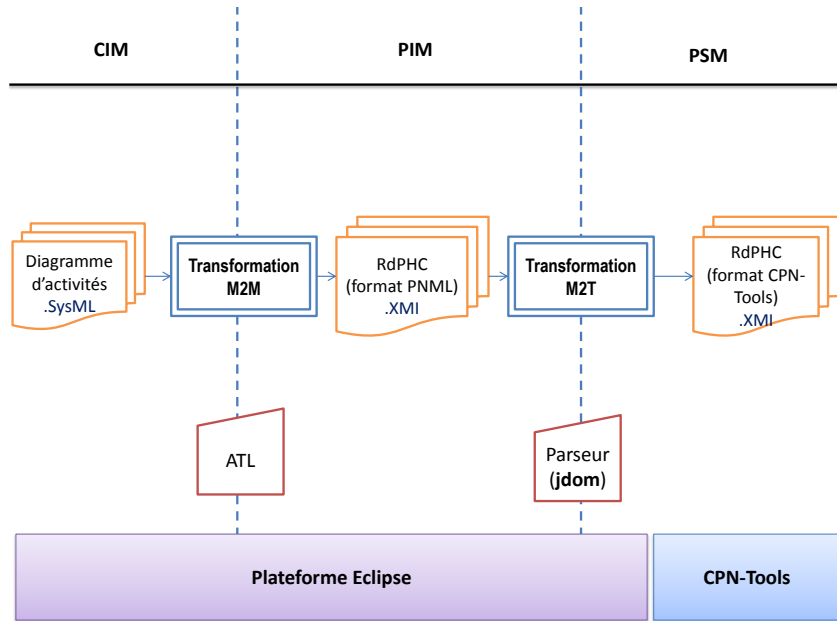 CIM
PIM
PSM
Diagramme
d'activités
.SysML
Transformation
M2M
RdPHC
(format PNML)
.XMI
Transformation
M2T
RdPHC
(format CPN-
Tools)
.XMI
ATL
Parseur
(jdom)
Plateforme Eclipse
CPN-Tools